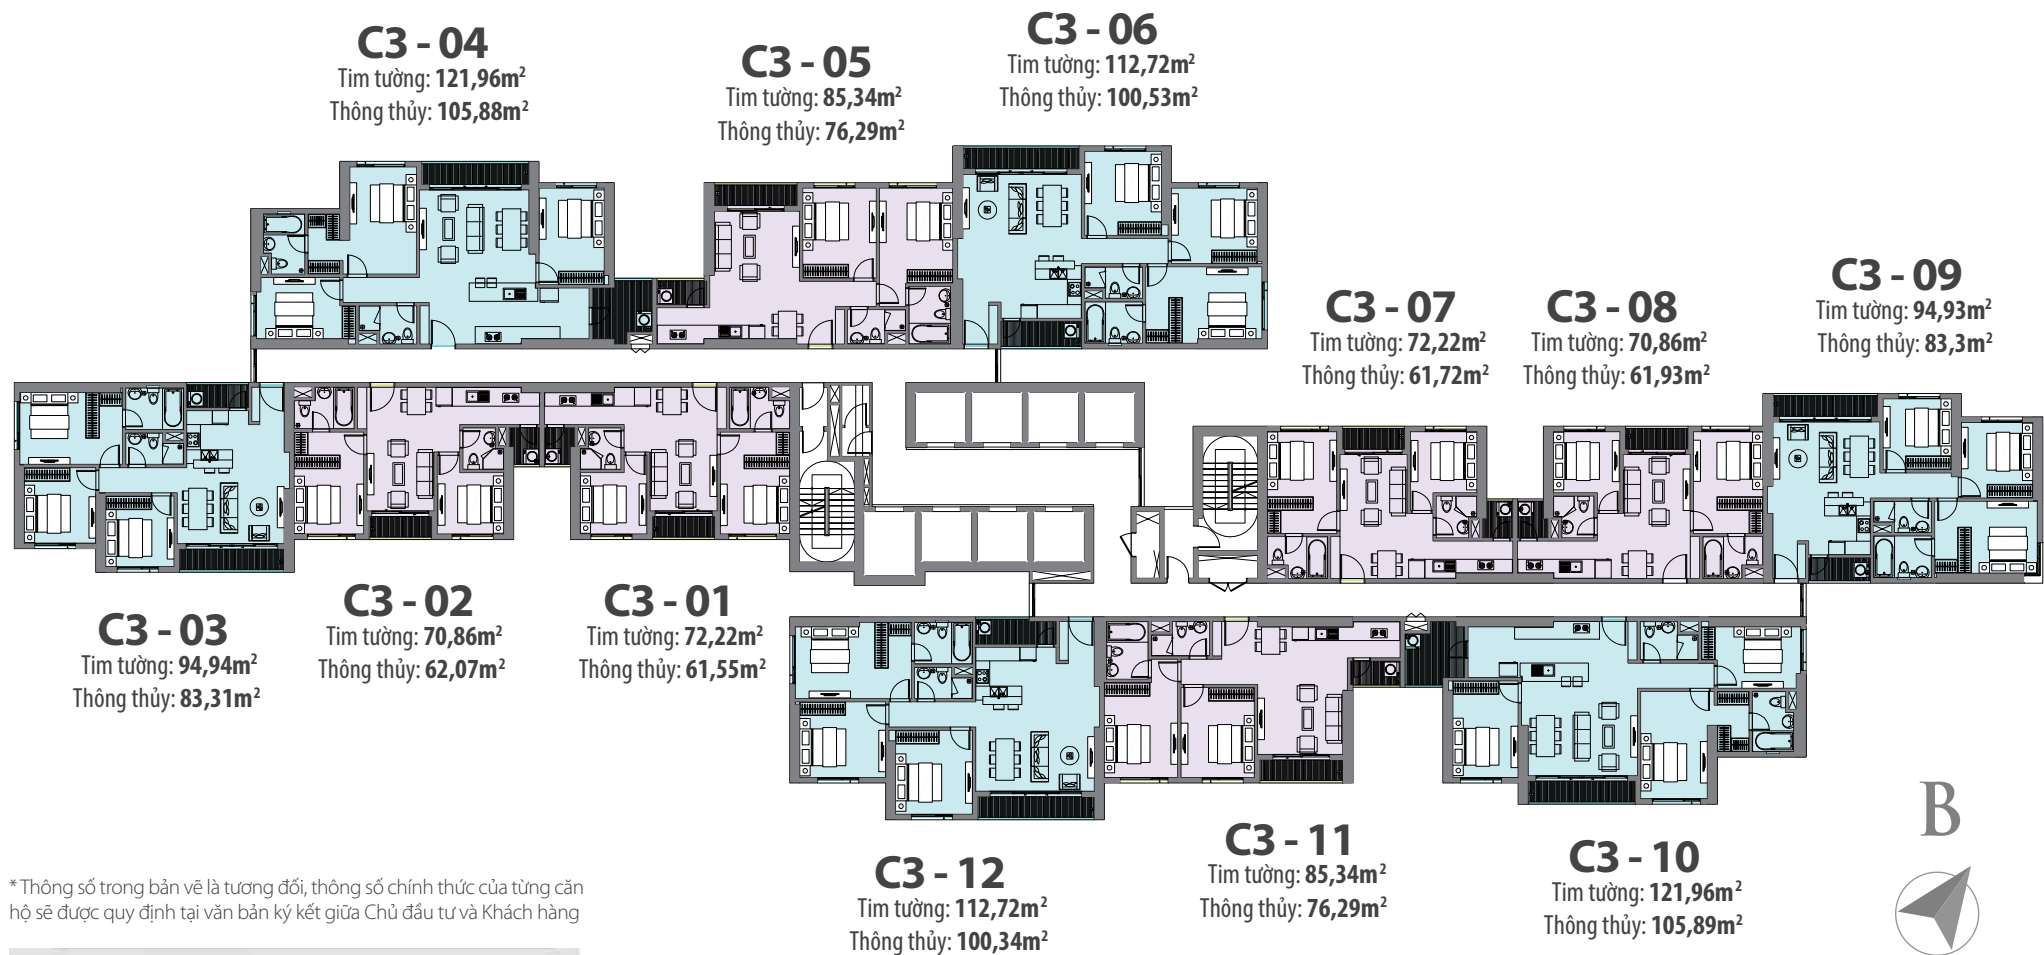 C3 - 04
Tim tường: 121,96m²
Thông thủy: 105,88m²
C3 - 05
Tim tường: 85,34m²
Thông thủy: 76,29m²
C3 - 06
Tim tường: 112,72m²
Thông thủy: 100,53m²
C3 - 07
Tim tường: 72,22m²
Thông thủy: 61,72m²
C3 - 08
Tim tường: 70,86m²
Thông thủy: 61,93m²
C3 - 09
Tim tường: 94,93m²
Thông thủy: 83,3m²
C3 - 03
Tim tường: 94,94m²
Thông thủy: 83,31m²
C3 - 02
Tim tường: 70,86m²
Thông thủy: 62,07m²
C3 - 01
Tim tường: 72,22m²
Thông thủy: 61,55m²
C3 - 12
Tim tường: 112,72m²
Thông thủy: 100,34m²
C3 - 11
Tim tường: 85,34m²
Thông thủy: 76,29m²
C3 - 10
Tim tường: 121,96m²
Thông thủy: 105,89m²
B
* Thông số trong bản vẽ là tương đối, thông số chính thức của từng căn
hộ sẽ được quy định tại văn bản ký kết giữa Chủ đầu tư và Khách hàng